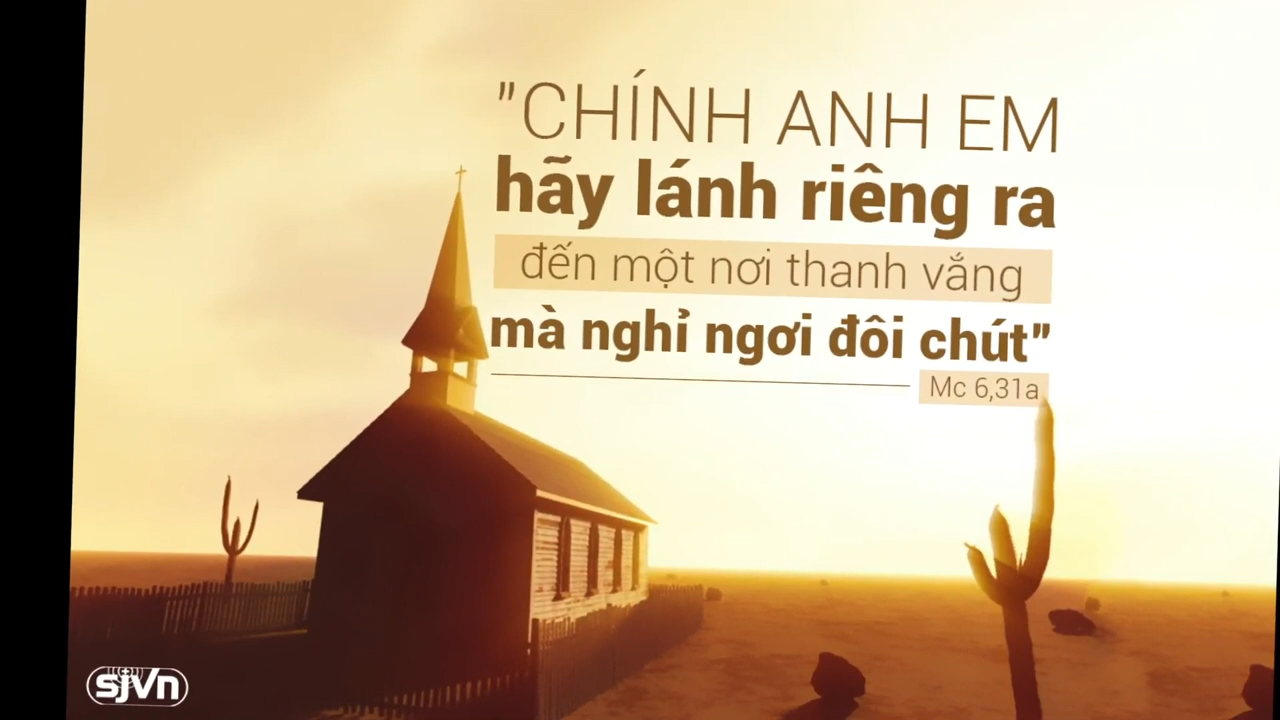 "CHÍNH ANH EM
hãy lánh riêng ra
đến một nơi thanh vắng
mà nghỉ ngơi đôi chút"
Mc 6,31a
sjvn